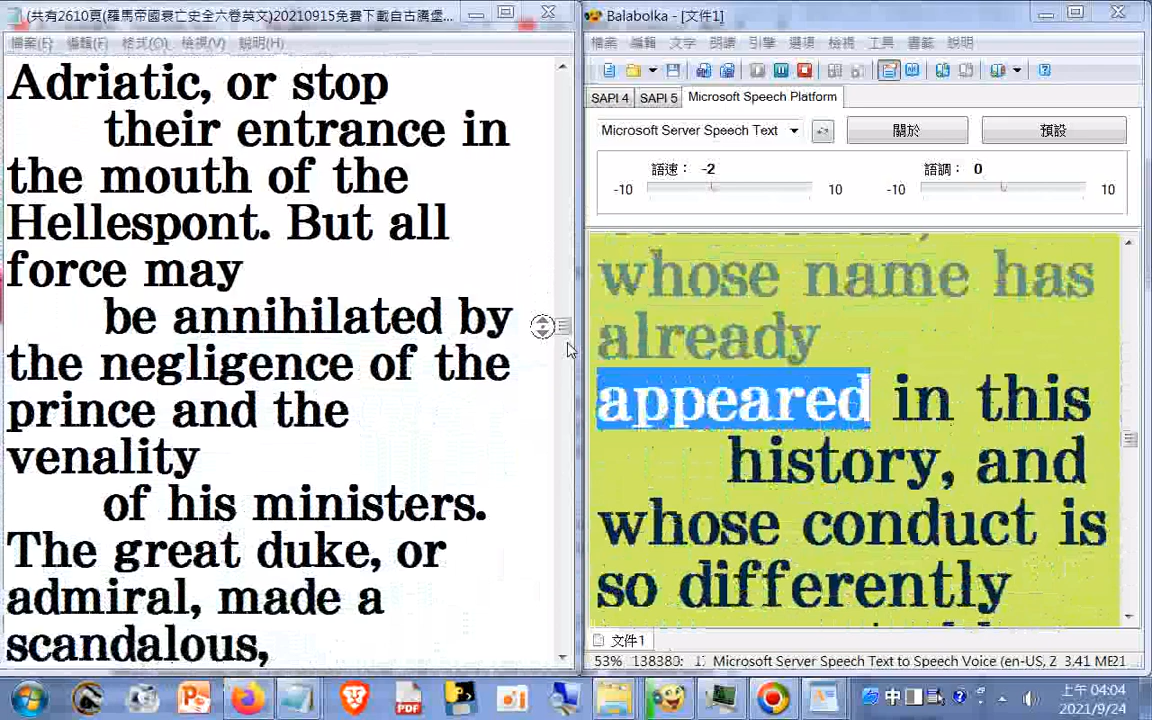 (共有2610頁(羅馬帝國衰亡史全六卷英文)20210915免費下載自古騰堡...
檔案(F) 編輯(E) 格式(O) 檢視(V) 說明(H)
Adriatic, or stop
their entrance in
the mouth of the
Hellespont. But all
force may
be annihilated by
the negligence of the
prince and the
venality
of his ministers.
The great duke, or
admiral, made a
scandalous,
Balabolka - [文件1]
檔案 編輯 文字 朗讀 引擎 選項 檢視 工具 書籤 說明
SAPI 4 SAPI 5 Microsoft Speech Platform
Microsoft Server Speech Text 關於 預設
語速： -2 語調： 0
-10 10 -10 10
whose name has
already
appeared in this
history, and
whose conduct is
so differently
文件1
53% Microsoft Server Speech Text to Speech Voice (en-US, Z 3.41 ME21
PDF
中
上午 04:04
2021/9/24